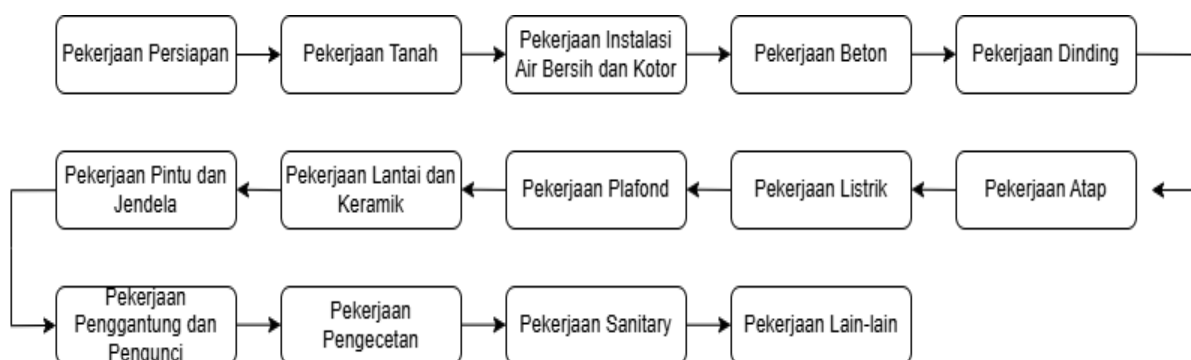 Pekerjaan Persiapan
Pekerjaan Tanah
Pekerjaan Instalasi
Air Bersih dan Kotor
Pekerjaan Beton
Pekerjaan Dinding
Pekerjaan Atap
Pekerjaan Listrik
Pekerjaan Plafond
Pekerjaan Lantai dan
Keramik
Pekerjaan Pintu dan
Jendela
Pekerjaan
Penggantung dan
Pengunci
Pekerjaan
Pengecetan
Pekerjaan Sanitary
Pekerjaan Lain-lain